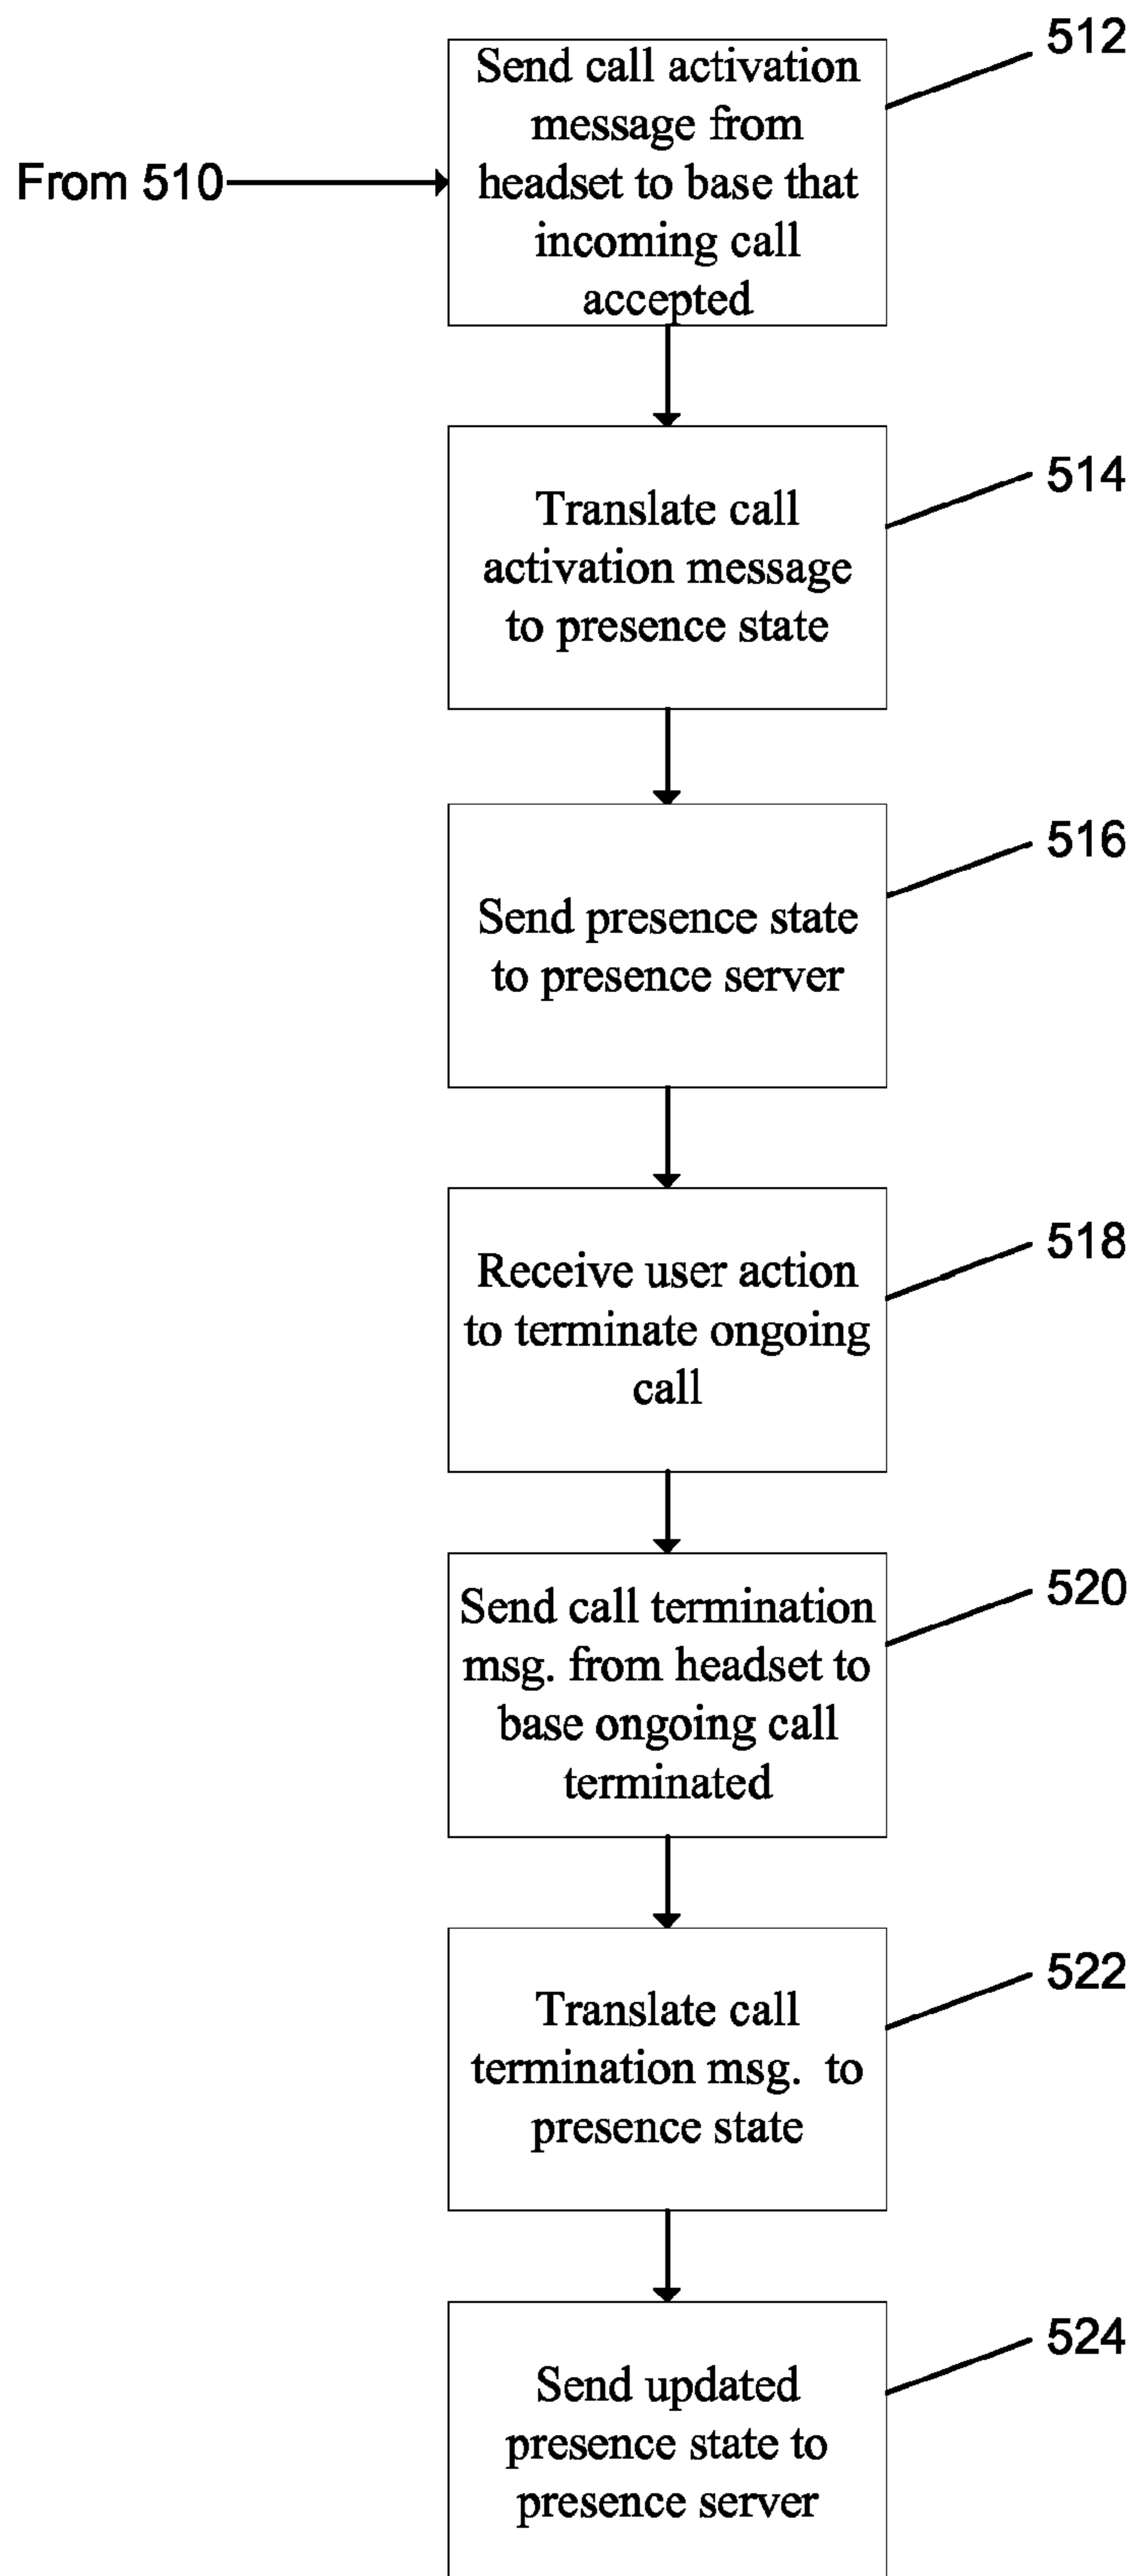 512
Send call activation
message from
headset to base that
incoming call
accepted
From 510
514
Translate call
activation message
to presence state
516
Send presence state
to presence server
518
Receive user action
to terminate ongoing
call
520
Send call termination
msg. from headset to
base ongoing call
terminated
522
Translate call
termination msg. to
presence state
524
Send updated
presence state to
presence server